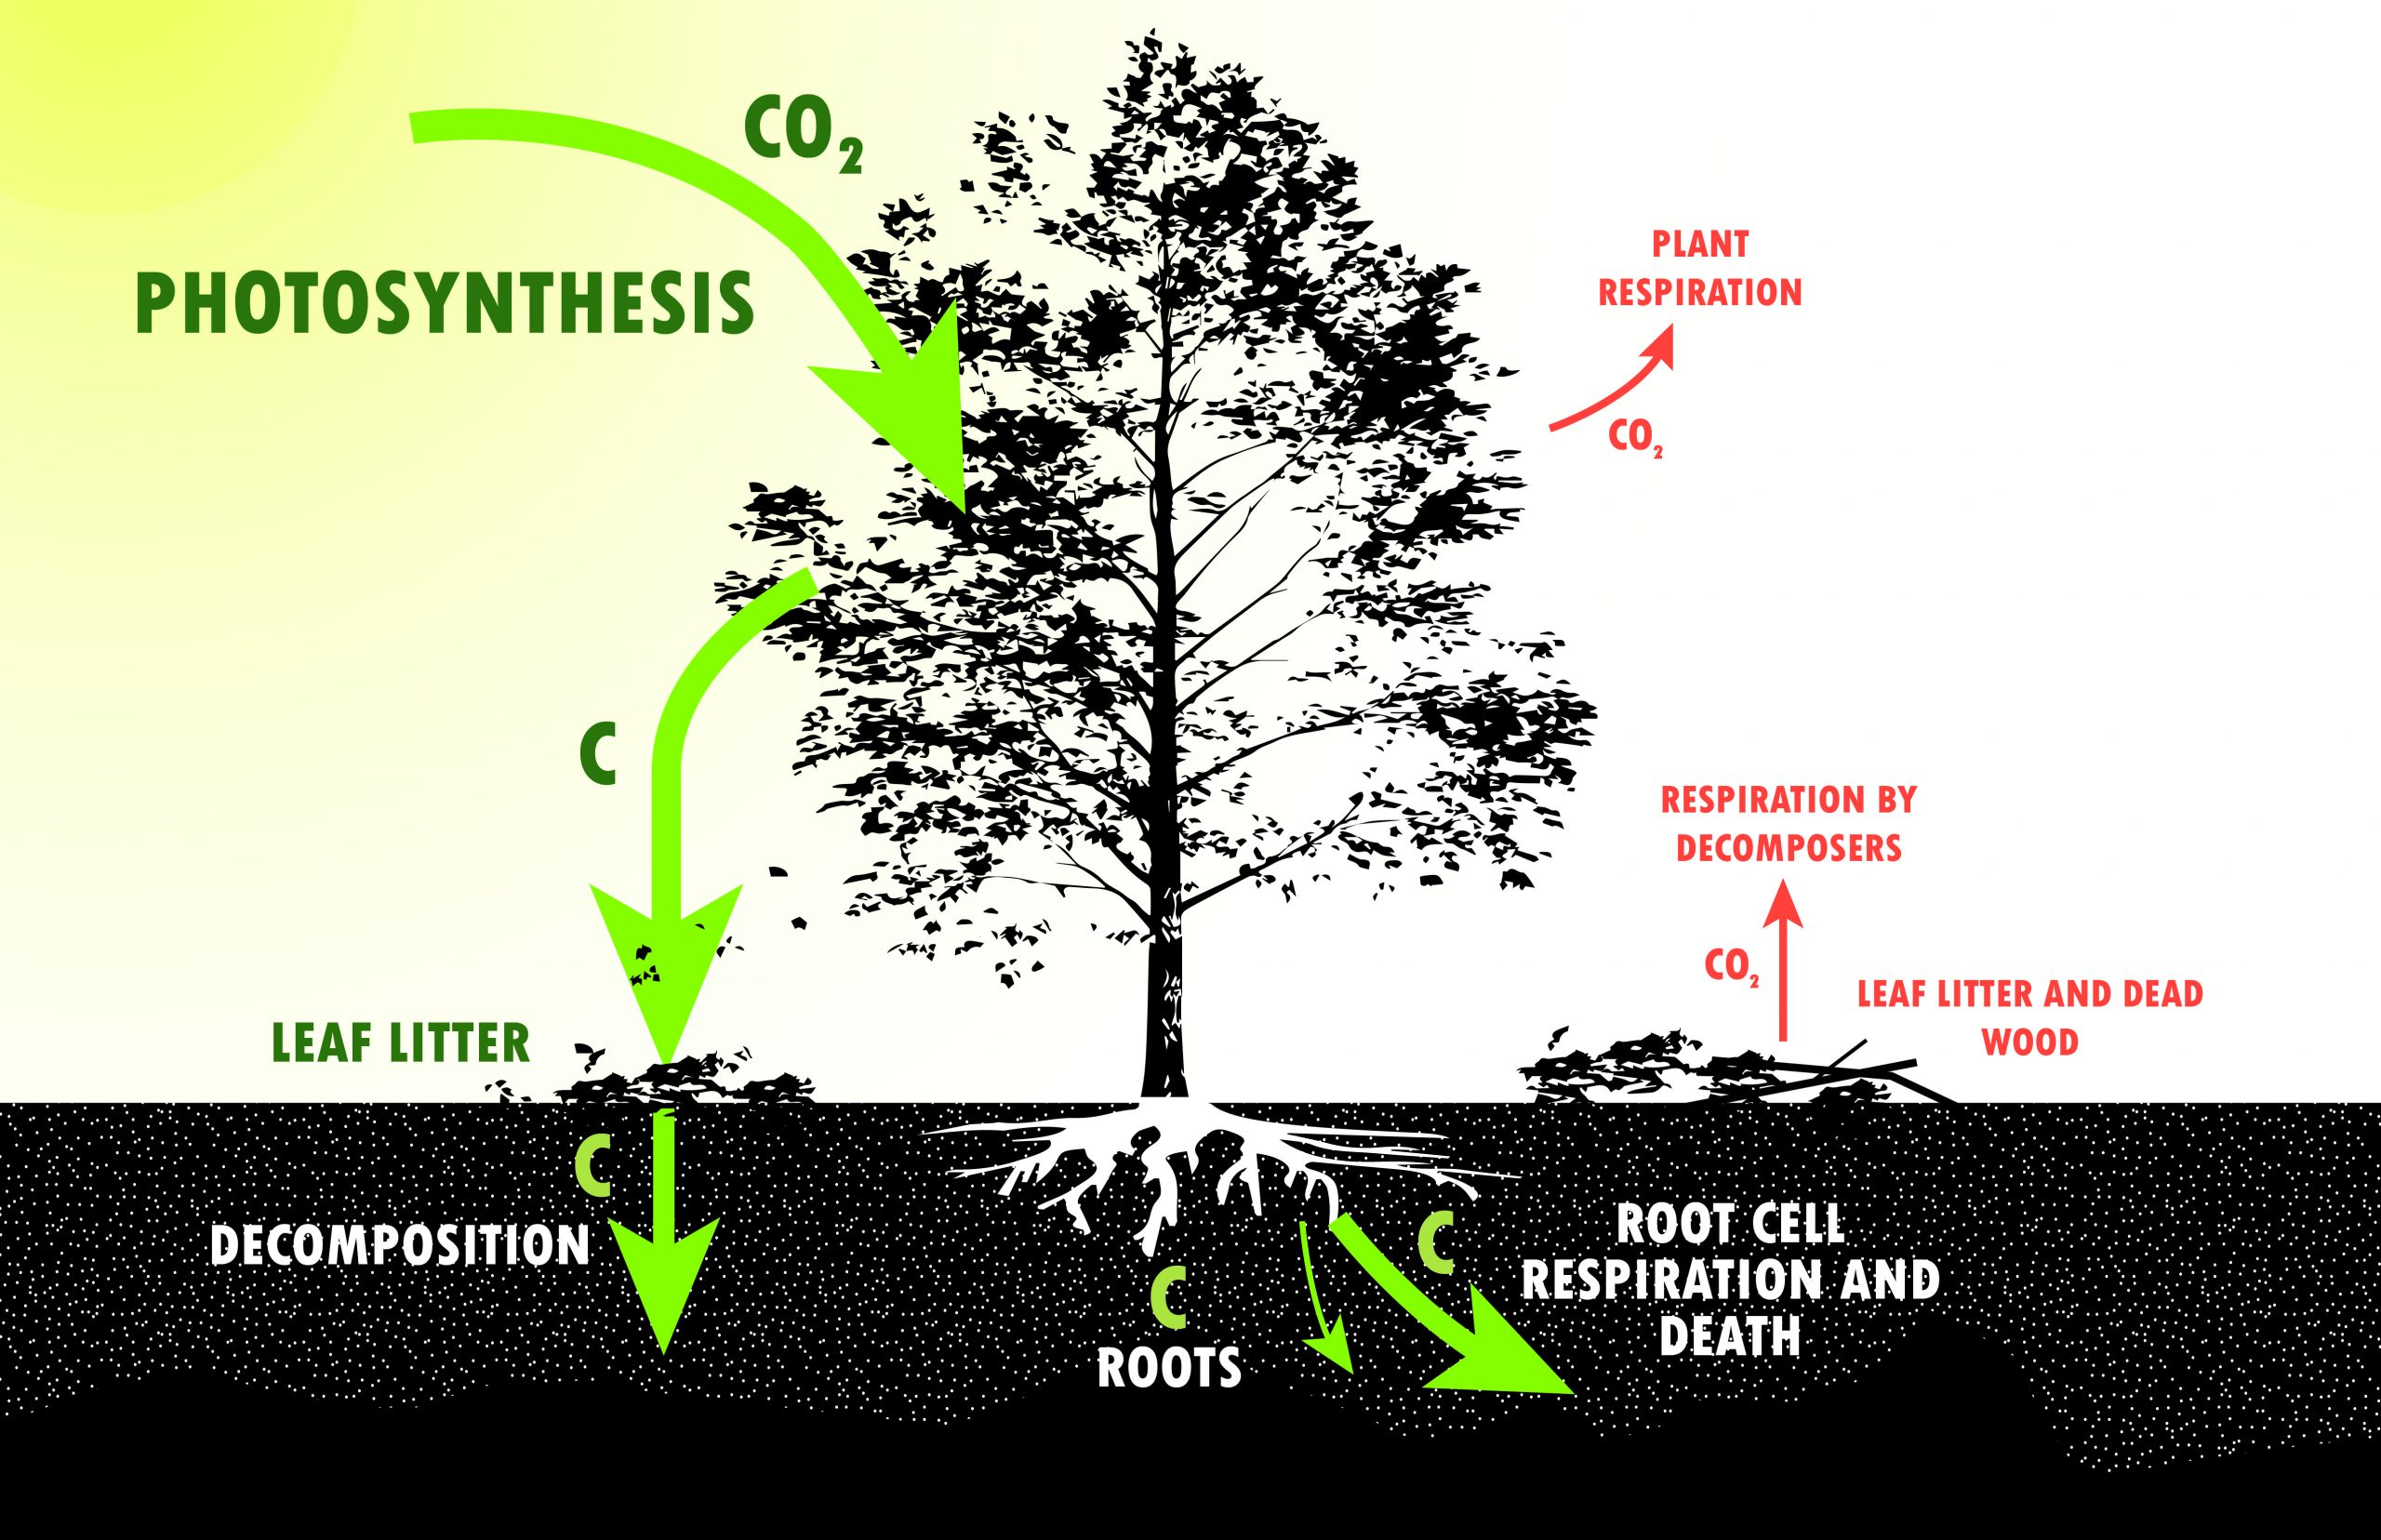 CO₂
PHOTOSYNTHESIS
PLANT
RESPIRATION
CO₂
C
RESPIRATION BY
DECOMPOSERS
CO₂
LEAF LITTER AND DEAD
WOOD
LEAF LITTER
C
DECOMPOSITION
C
ROOTS
C
ROOT CELL
RESPIRATION AND
DEATH